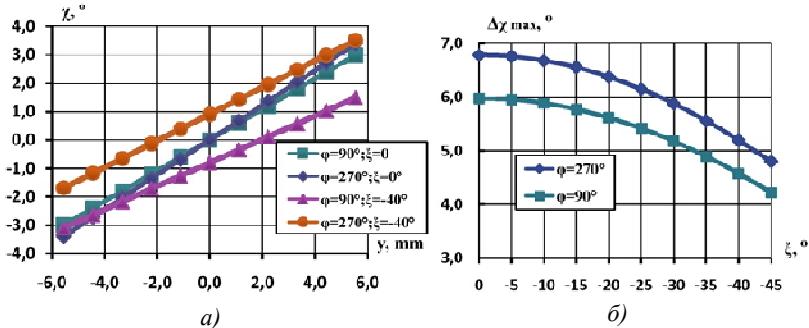 χ, °
4,0
3,0
2,0
1,0
0,0
-1,0
-2,0
-3,0
-4,0
-6,0 -4,0 -2,0 0,0 2,0 4,0 6,0
y, mm
φ=90°;ξ=0
φ=270°;ξ=0°
φ=90°;ξ=-40°
φ=270°;ξ=-40°
а)
Δχ max, °
7,0
6,0
5,0
4,0
3,0
0 -5 -10 -15 -20 -25 -30 -35 -40 -45
ξ, °
φ=270°
φ=90°
б)